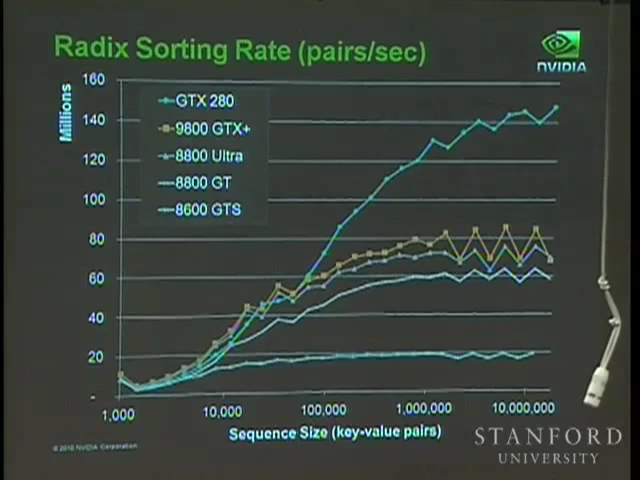 Radix Sorting Rate (pairs/sec)
NVIDIA
Millions
160
140
120
100
80
60
40
20
-
GTX 280
9800 GTX+
8800 Ultra
8800 GT
8600 GTS
1,000
10,000
100,000
1,000,000
10,000,000
Sequence Size (key-value pairs)
© 2010 NVIDIA Corporation
STANFORD
UNIVERSITY